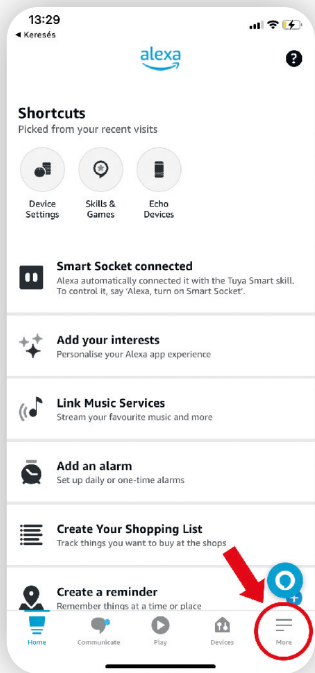 13:29
Keresés
alexa
?
Shortcuts
Picked from your recent visits
Device Settings
Skills & Games
Echo Devices
Smart Socket connected
Alexa automatically connected it with the Tuya Smart skill.
To control it, say 'Alexa, turn on Smart Socket'.
Add your interests
Personalise your Alexa app experience
Link Music Services
Stream your favourite music and more
Add an alarm
Set up daily or one-time alarms
Create Your Shopping List
Track things you want to buy at the shops
Create a reminder
Remember things at a time or place
Home
Communicate
Play
Devices
More